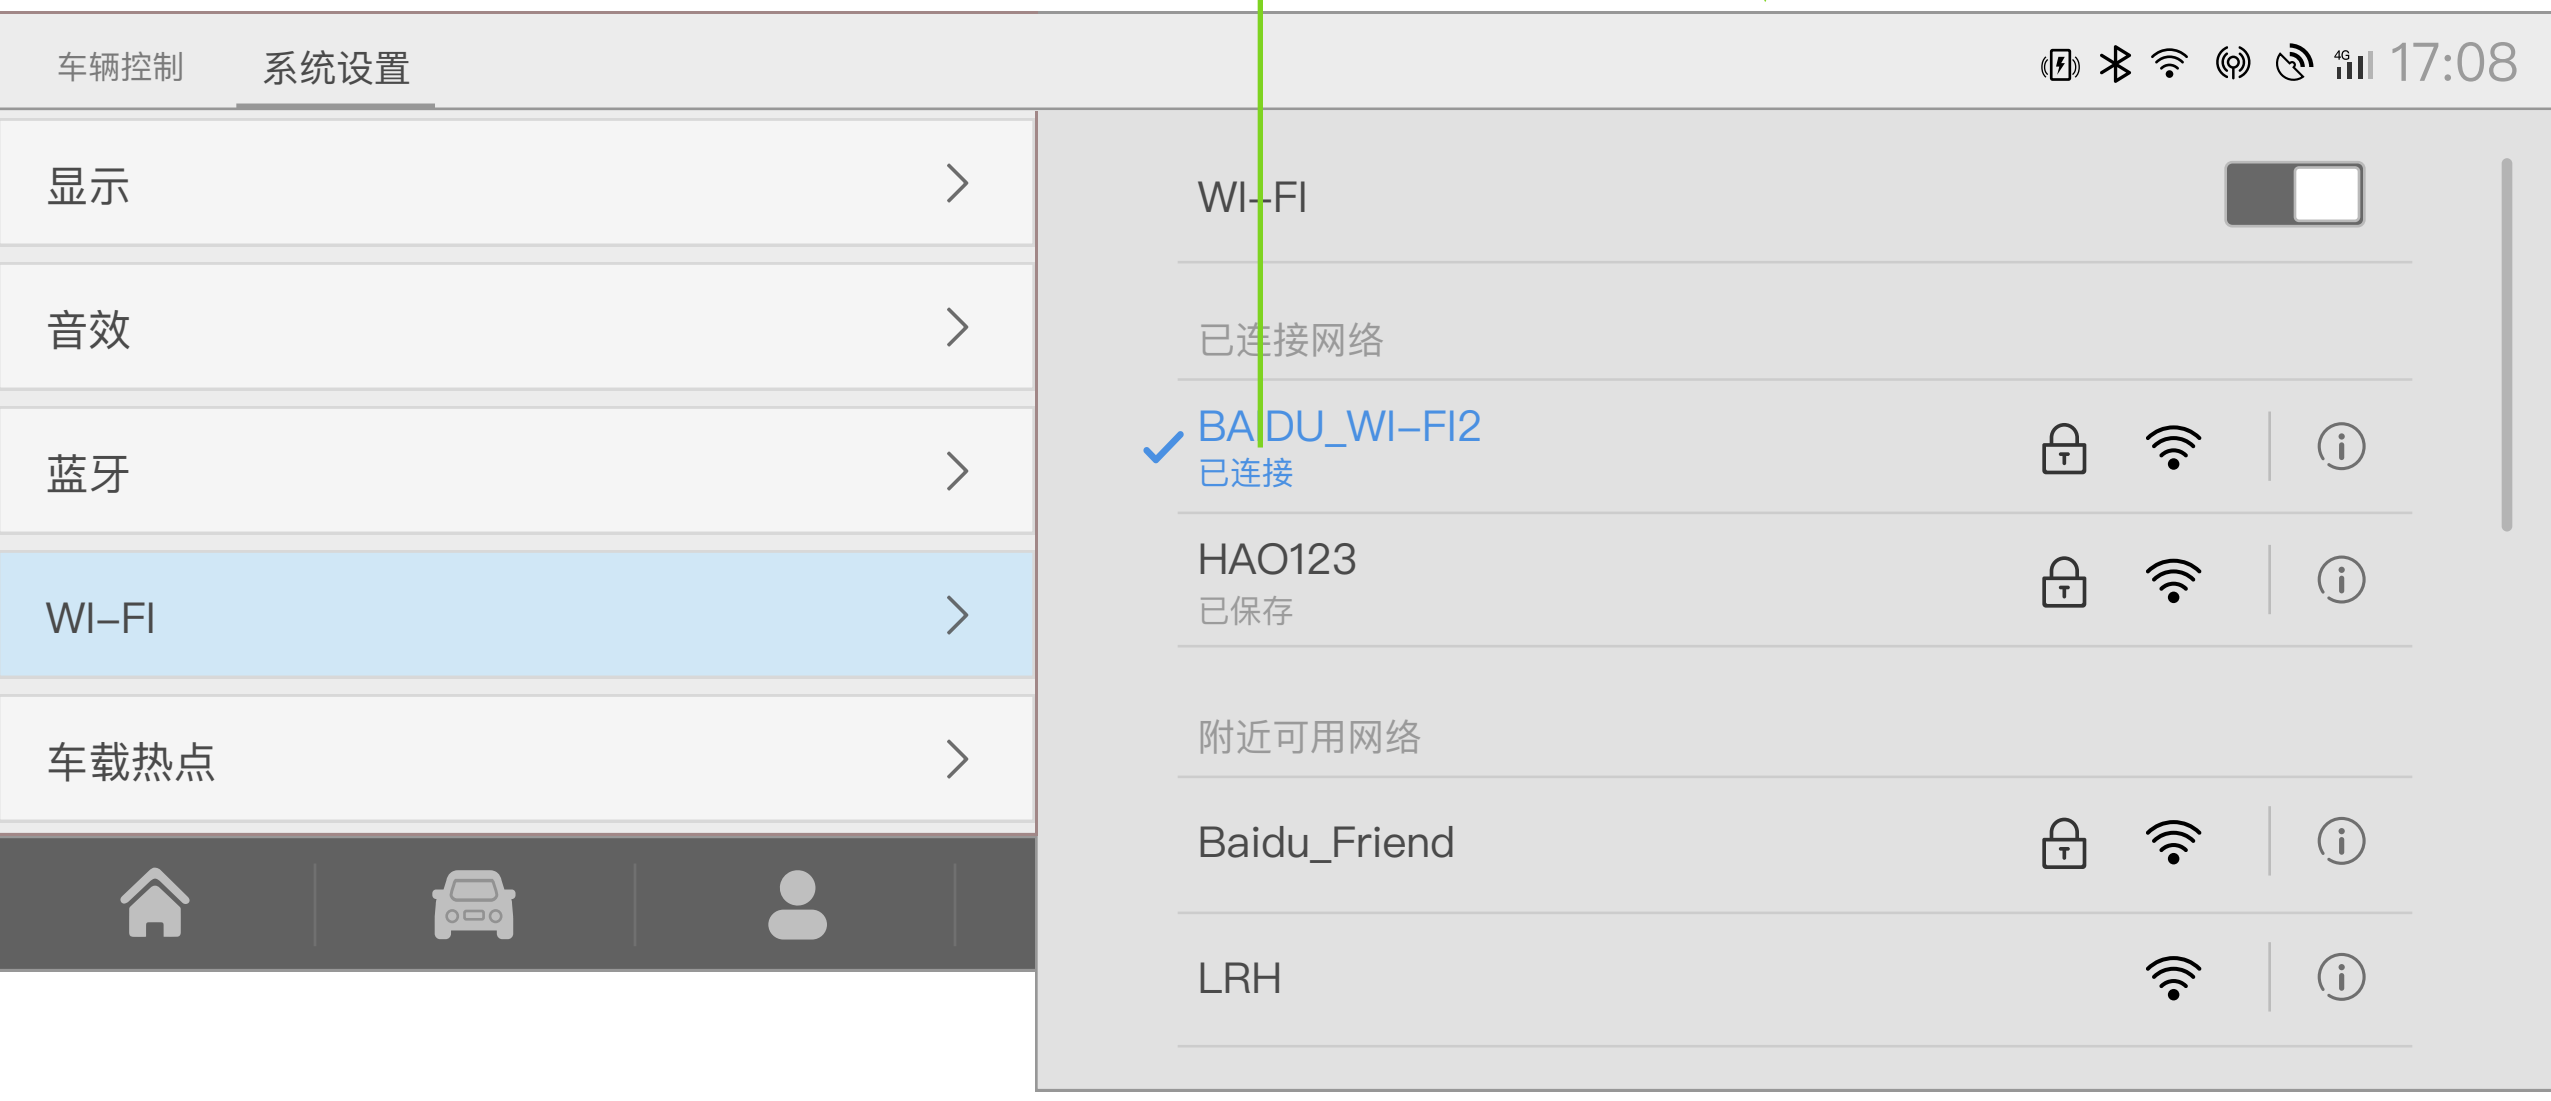 车辆控制 系统设置 4G 17:08
显示
音效
蓝牙
WI-FI
车载热点
WI-FI
已连接网络
BAIDU_WI-FI2
已连接
HAO123
已保存
附近可用网络
Baidu_Friend
LRH